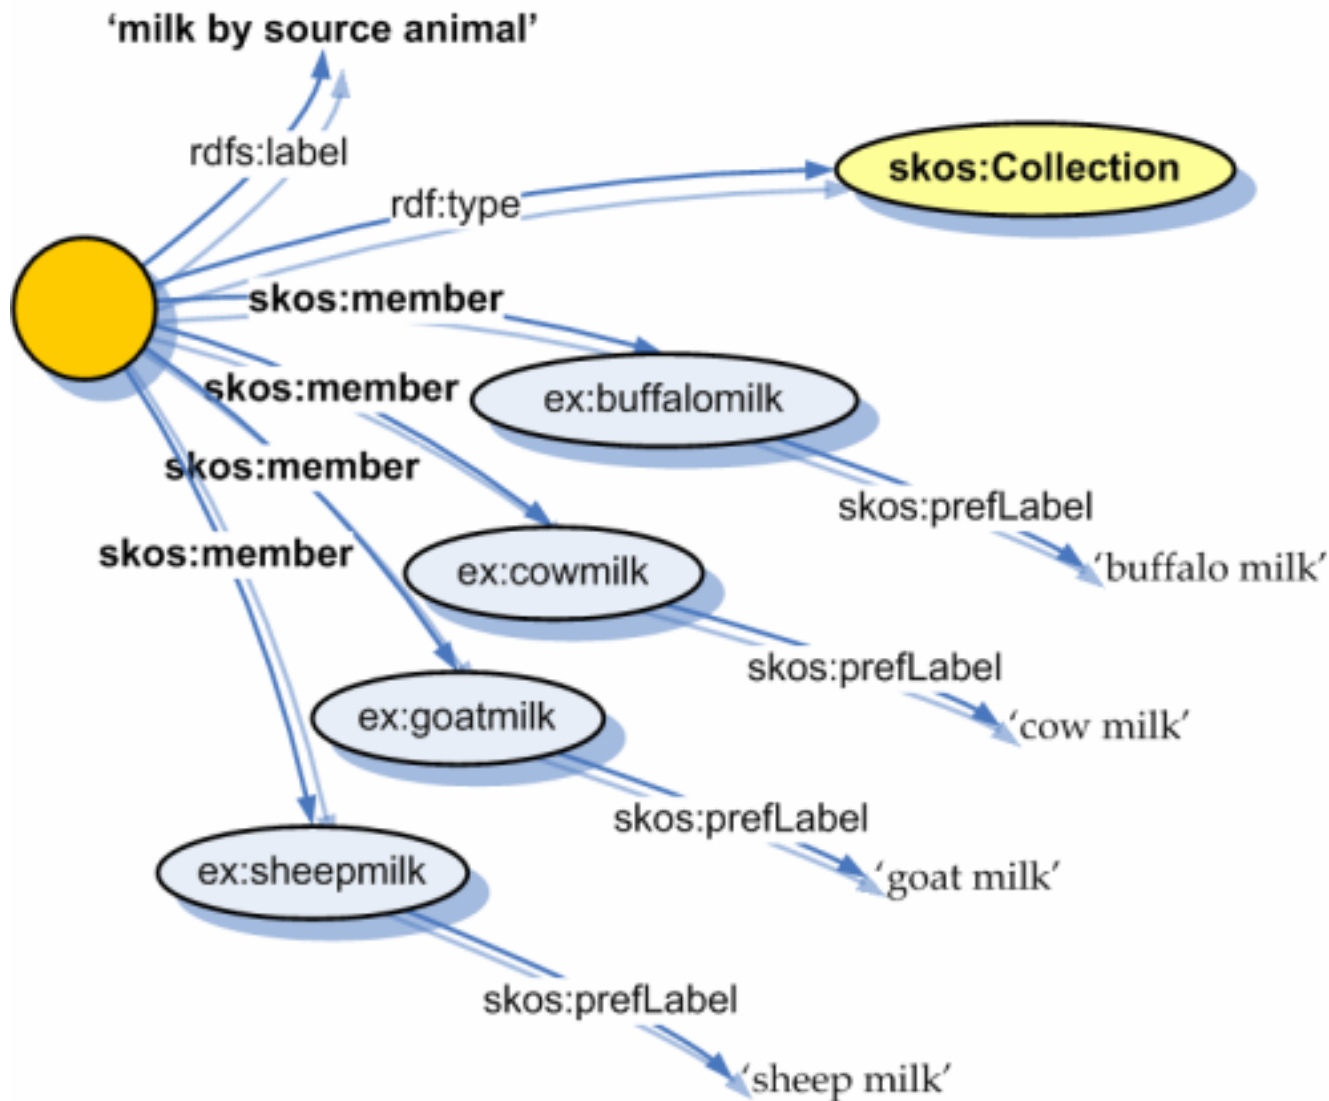 ‘milk by source animal’
rdfs:label
skos:Collection
rdf:type
skos:member
skos:member
ex:buffalomilk
skos:member
skos:prefLabel
skos:member
ex:cowmilk
‘buffalo milk’
skos:prefLabel
ex:goatmilk
‘cow milk’
skos:prefLabel
ex:sheepmilk
‘goat milk’
skos:prefLabel
‘sheep milk’